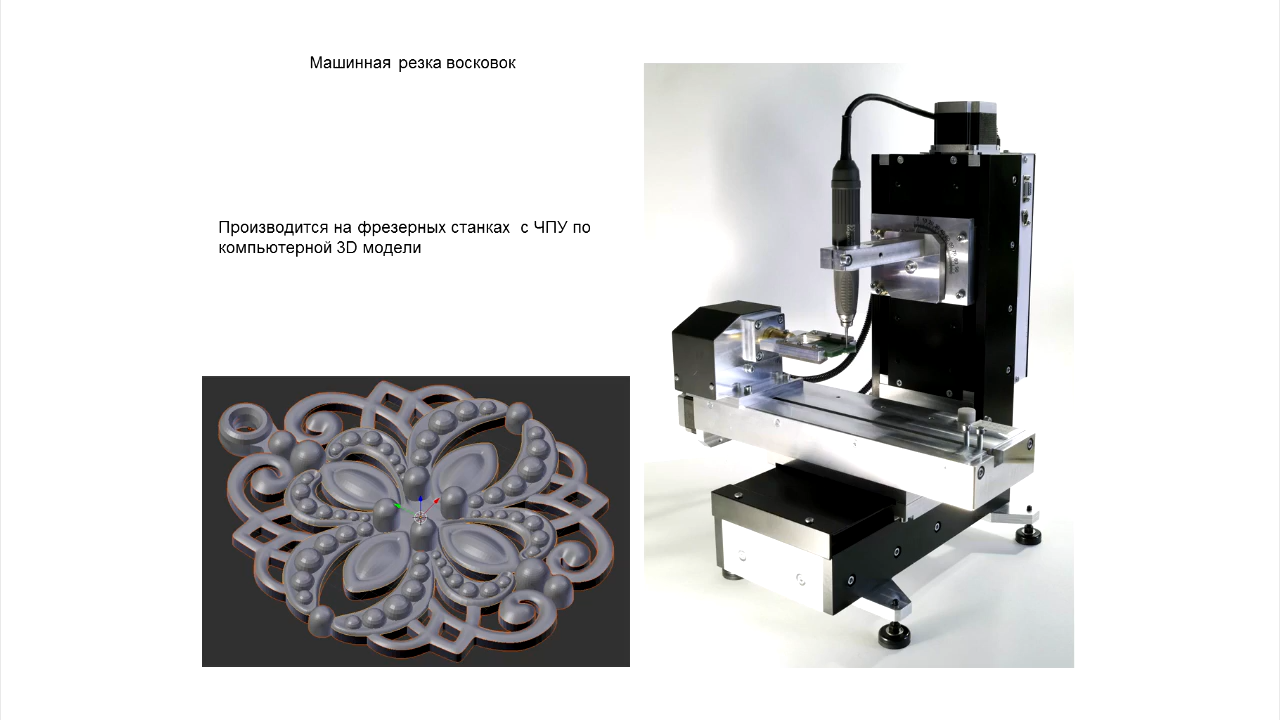 Машинная резка восковок
Производится на фрезерных станках с ЧПУ по
компьютерной 3D модели